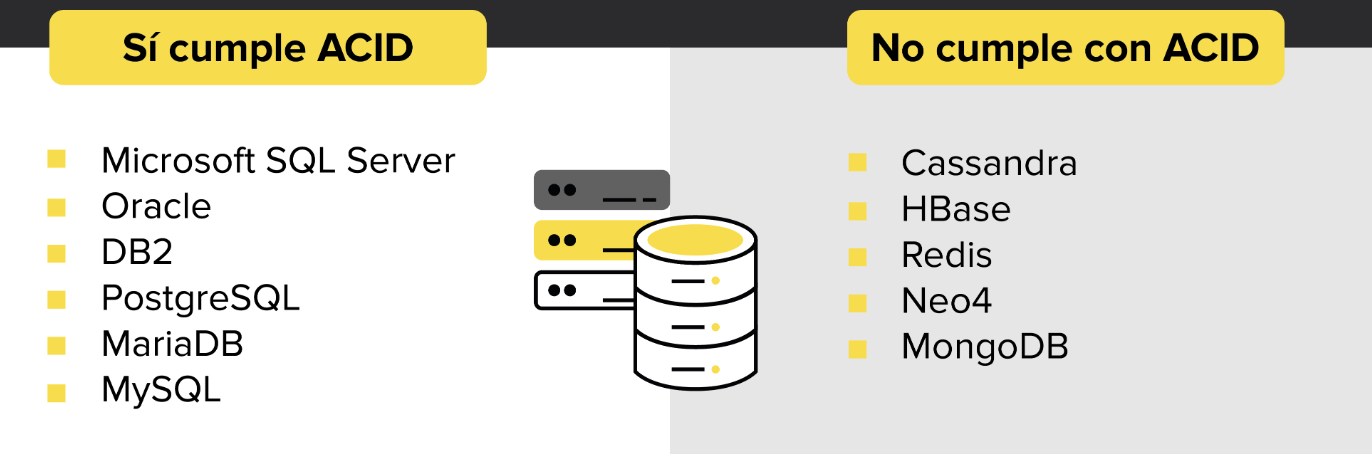 Sí cumple ACID
Microsoft SQL Server
Oracle
DB2
PostgreSQL
MariaDB
MySQL
No cumple con ACID
Cassandra
HBase
Redis
Neo4
MongoDB